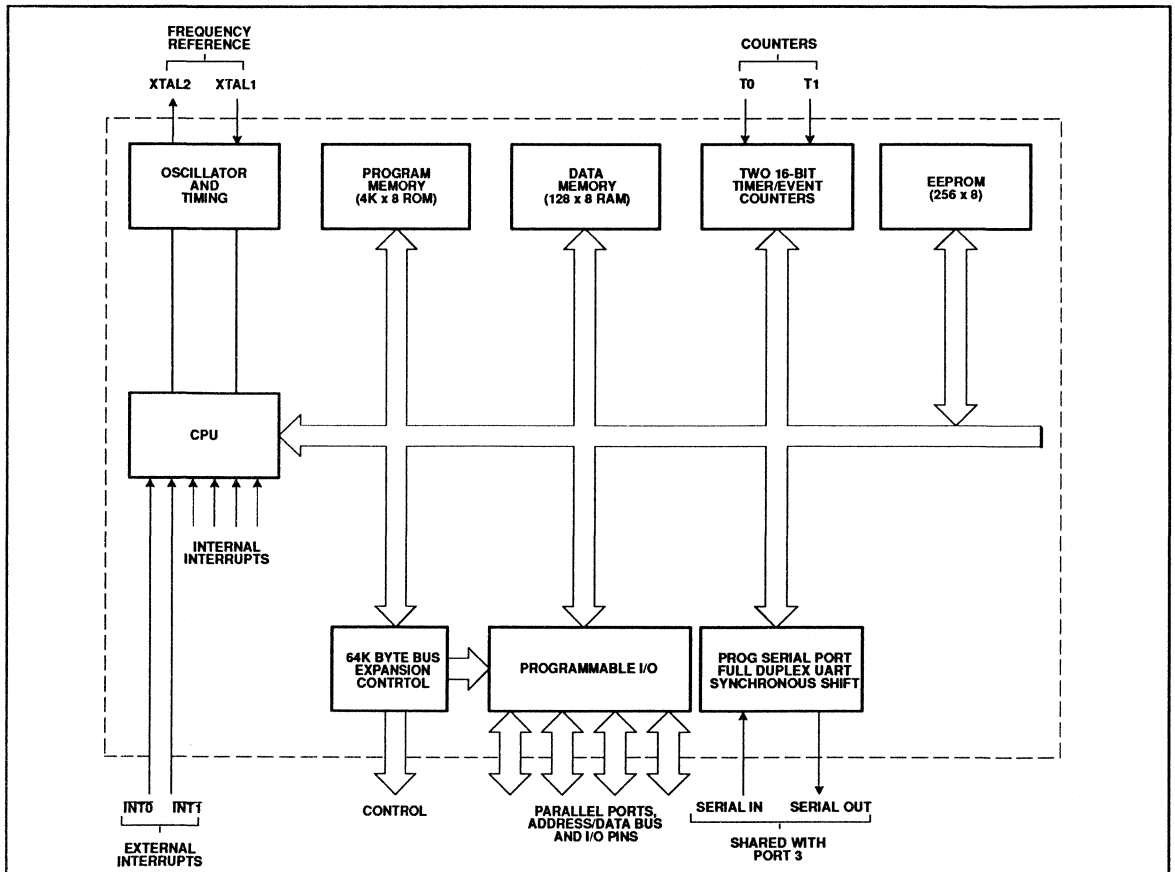 FREQUENCY
REFERENCE
XTAL2 XTAL1
COUNTERS
T0 T1
OSCILLATOR
AND
TIMING
PROGRAM
MEMORY
(4K x 8 ROM)
DATA
MEMORY
(128 x 8 RAM)
TWO 16-BIT
TIMER/EVENT
COUNTERS
EEPROM
(256 x 8)
CPU
INTERNAL
INTERRUPTS
64K BYTE BUS
EXPANSION
CONTRTOL
PROGRAMMABLE I/O
PROG SERIAL PORT
FULL DUPLEX UART
SYNCHRONOUS SHIFT
INT0 INT1
EXTERNAL
INTERRUPTS
CONTROL
PARALLEL PORTS,
ADDRESS/DATA BUS
AND I/O PINS
SERIAL IN SERIAL OUT
SHARED WITH
PORT 3